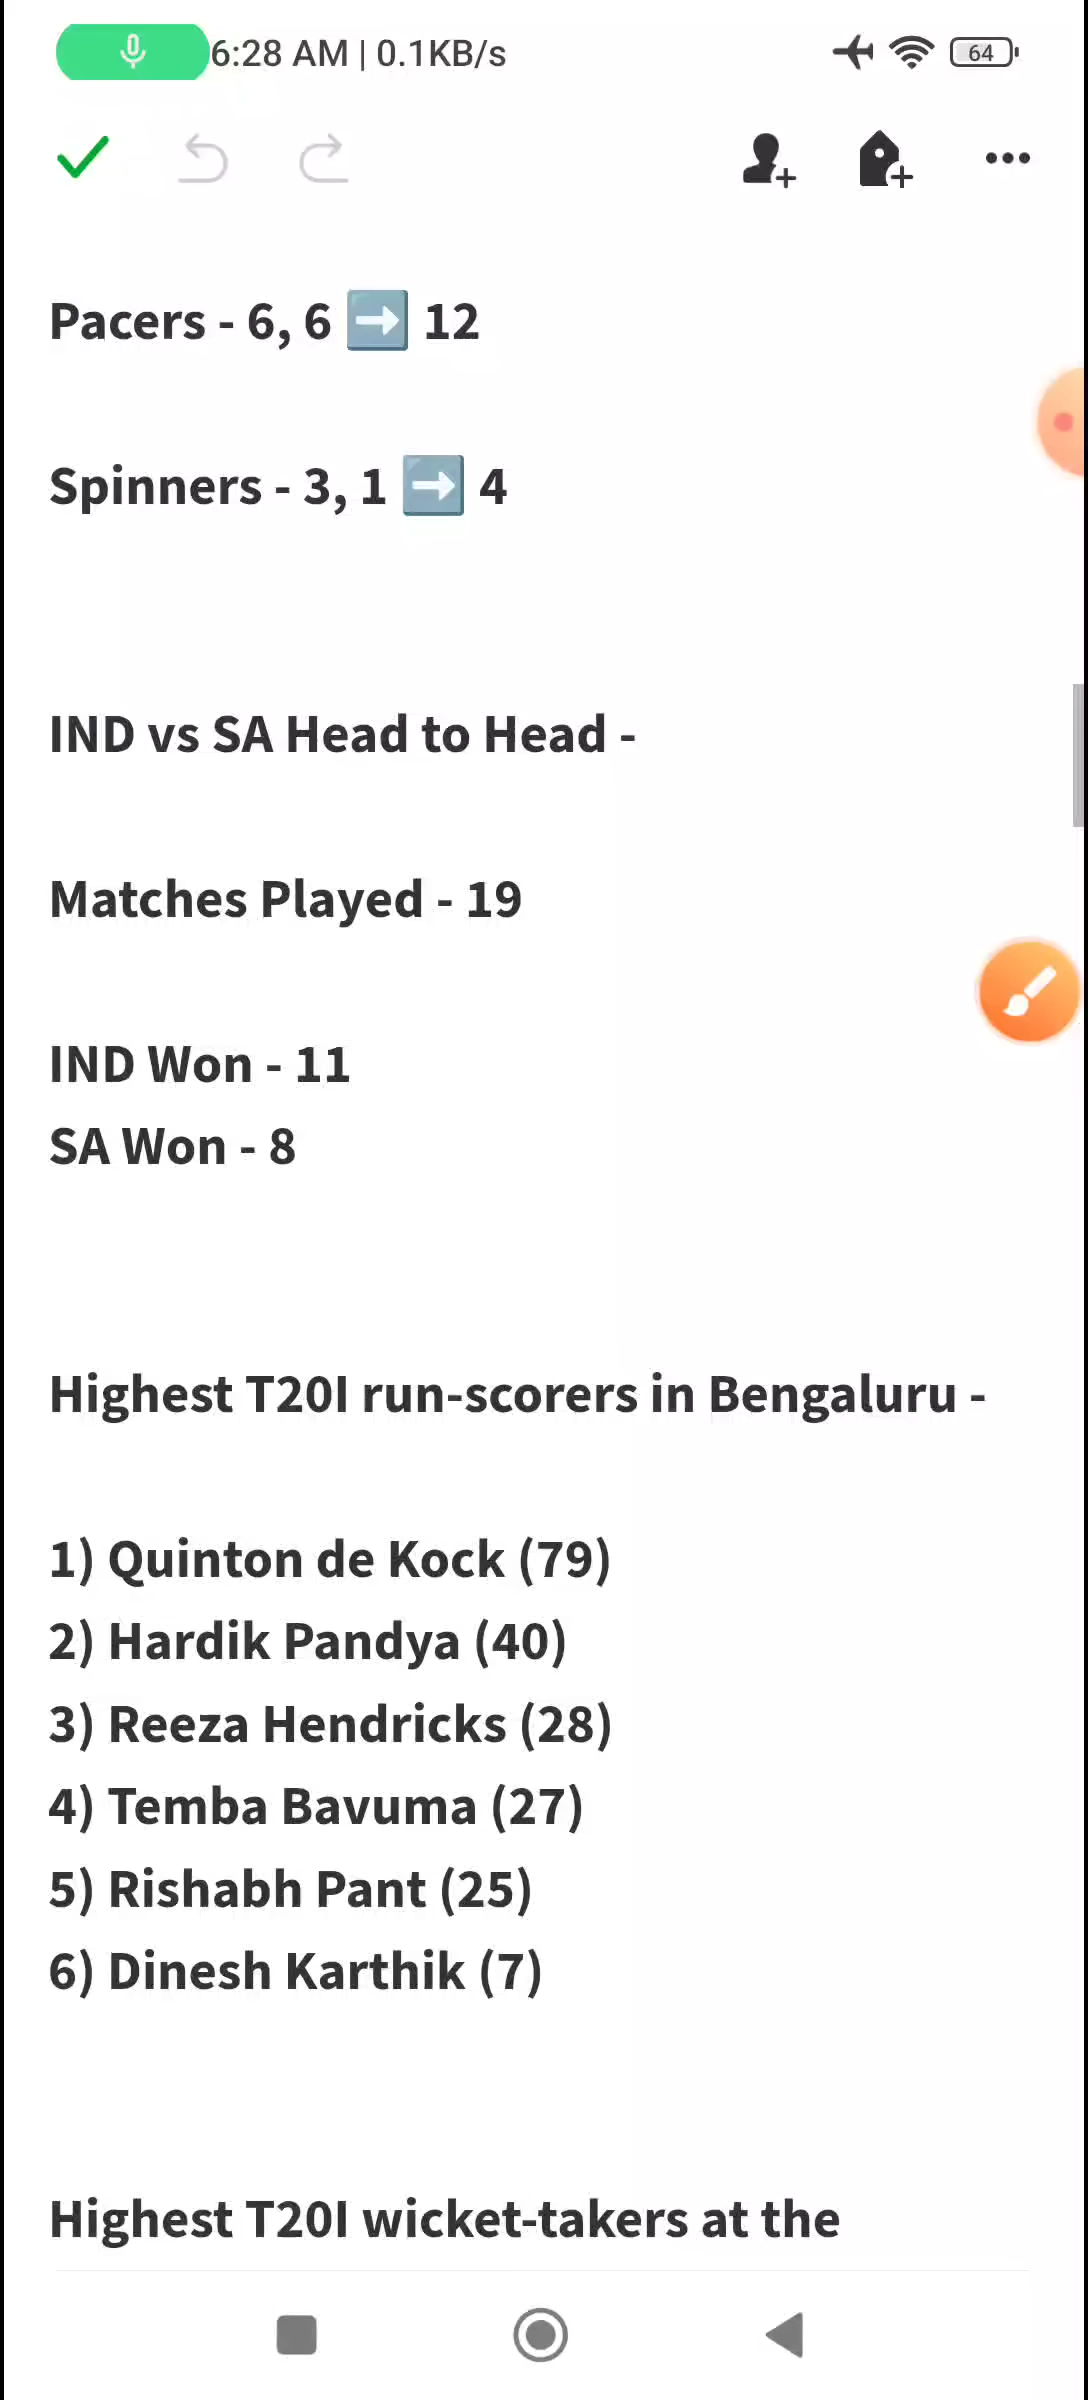 6:28 AM | 0.1KB/s
64
Pacers - 6, 6 ➡️ 12
Spinners - 3, 1 ➡️ 4
IND vs SA Head to Head -
Matches Played - 19
IND Won - 11
SA Won - 8
Highest T20I run-scorers in Bengaluru -
1) Quinton de Kock (79)
2) Hardik Pandya (40)
3) Reeza Hendricks (28)
4) Temba Bavuma (27)
5) Rishabh Pant (25)
6) Dinesh Karthik (7)
Highest T20I wicket-takers at the